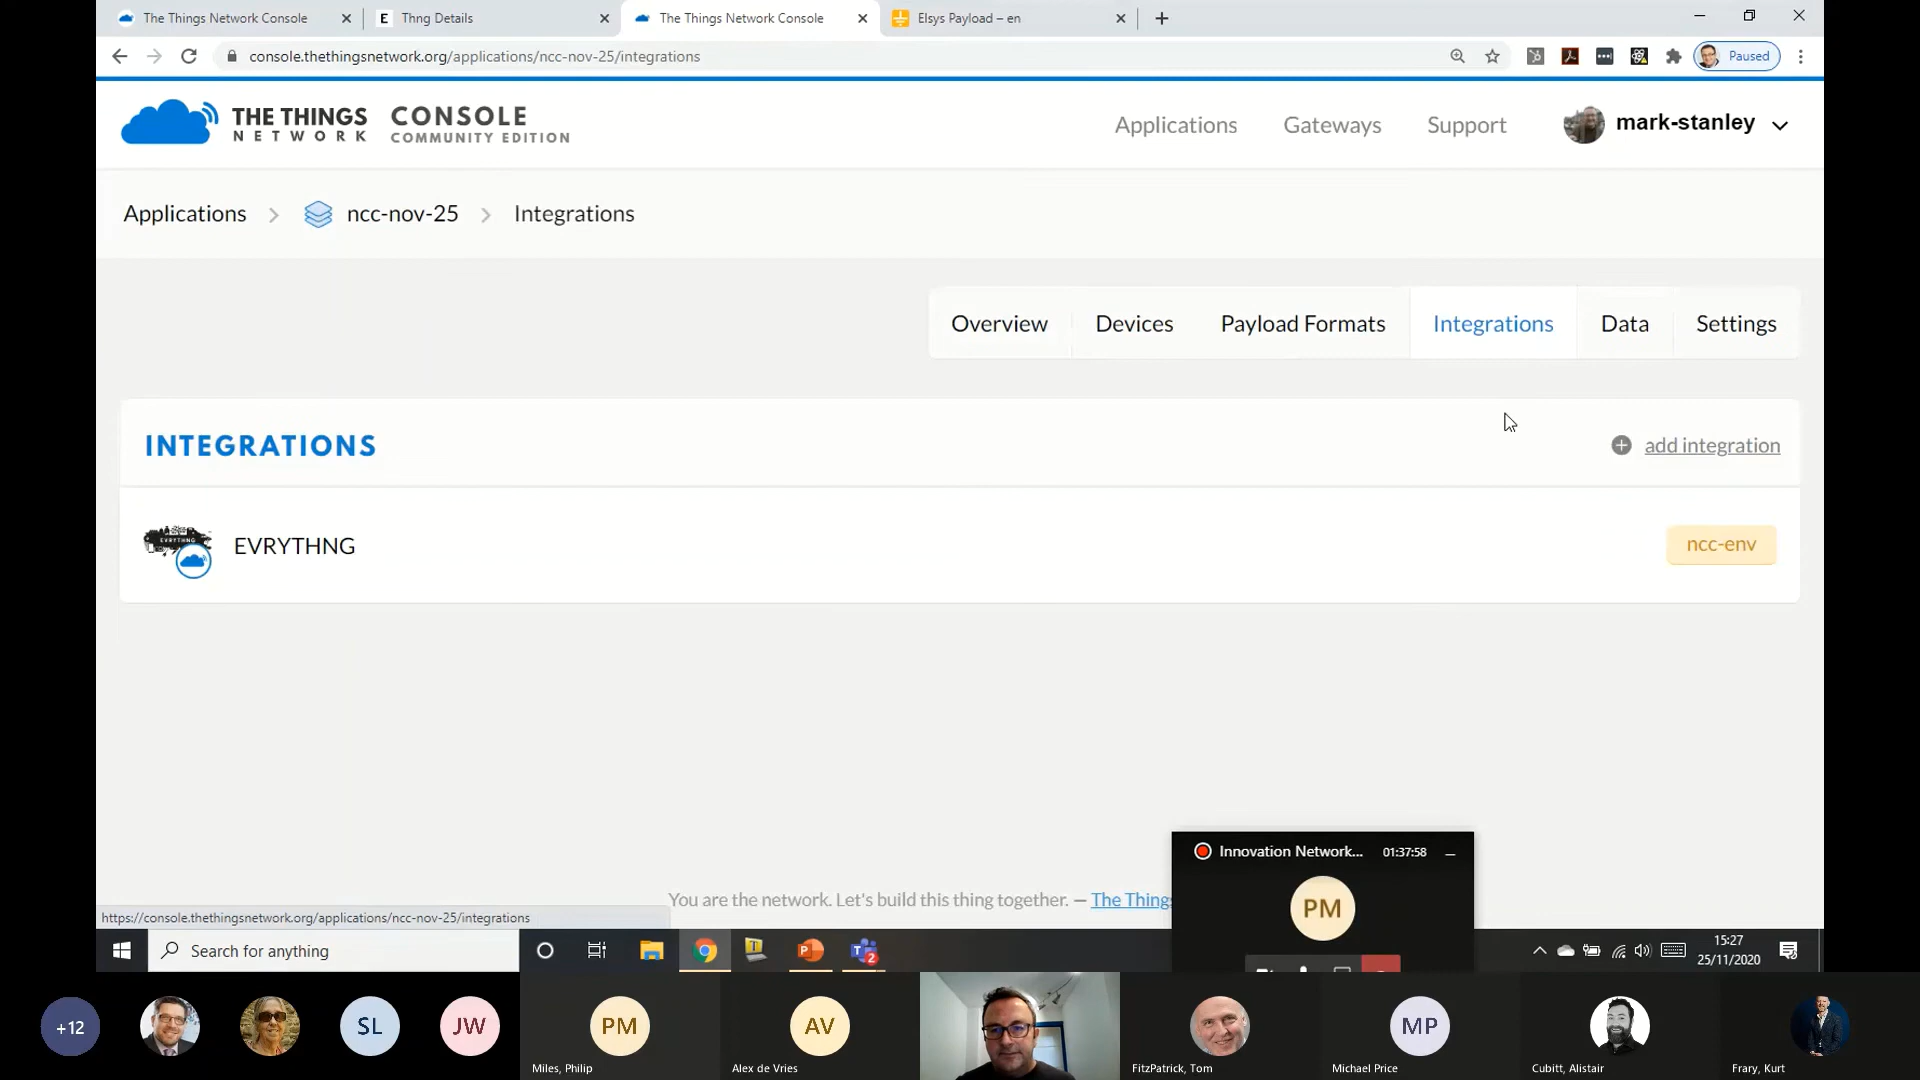 The Things Network Console
Thng Details
The Things Network Console
Elsys Payload – en
console.thethingsnetwork.org/applications/ncc-nov-25/integrations
Paused
THE THINGS
NETWORK
CONSOLE
COMMUNITY EDITION
Applications
Gateways
Support
mark-stanley
Applications
ncc-nov-25
Integrations
Overview
Devices
Payload Formats
Integrations
Data
Settings
INTEGRATIONS
add integration
EVRYTHNG
EVRYTHNG
ncc-env
You are the network. Let's build this thing together. — The Things
https://console.thethingsnetwork.org/applications/ncc-nov-25/integrations
Innovation Network...
01:37:58
PM
Search for anything
2
15:27
25/11/2020
+12
SL
JW
PM
Miles, Philip
AV
Alex de Vries
FitzPatrick, Tom
MP
Michael Price
Cubitt, Alistair
Frary, Kurt